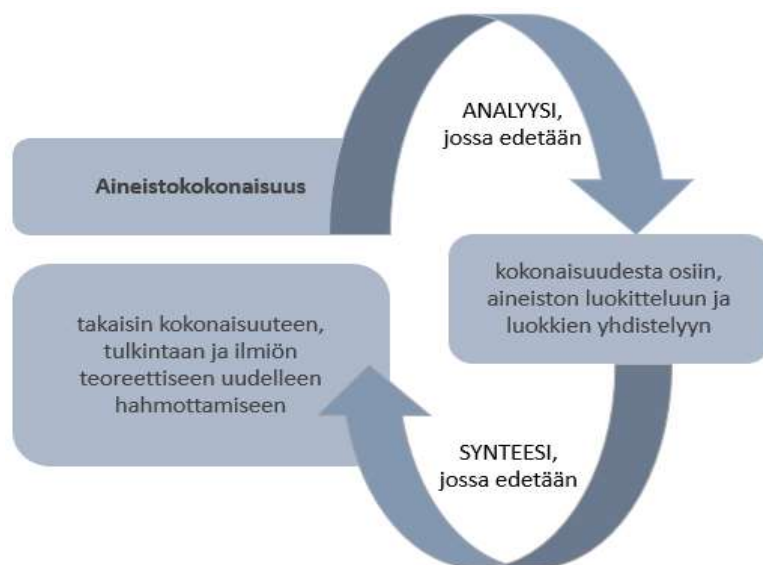 ANALYYSI,
jossa edetään
Aineistokokonaisuus
kokonaisuudesta osiin,
aineiston luokitteluun ja
luokkien yhdistelyyn
takaisin kokonaisuuteen,
tulkintaan ja ilmiön
teoreettiseen uudelleen
hahmottamiseen
SYNTEESI,
jossa edetään